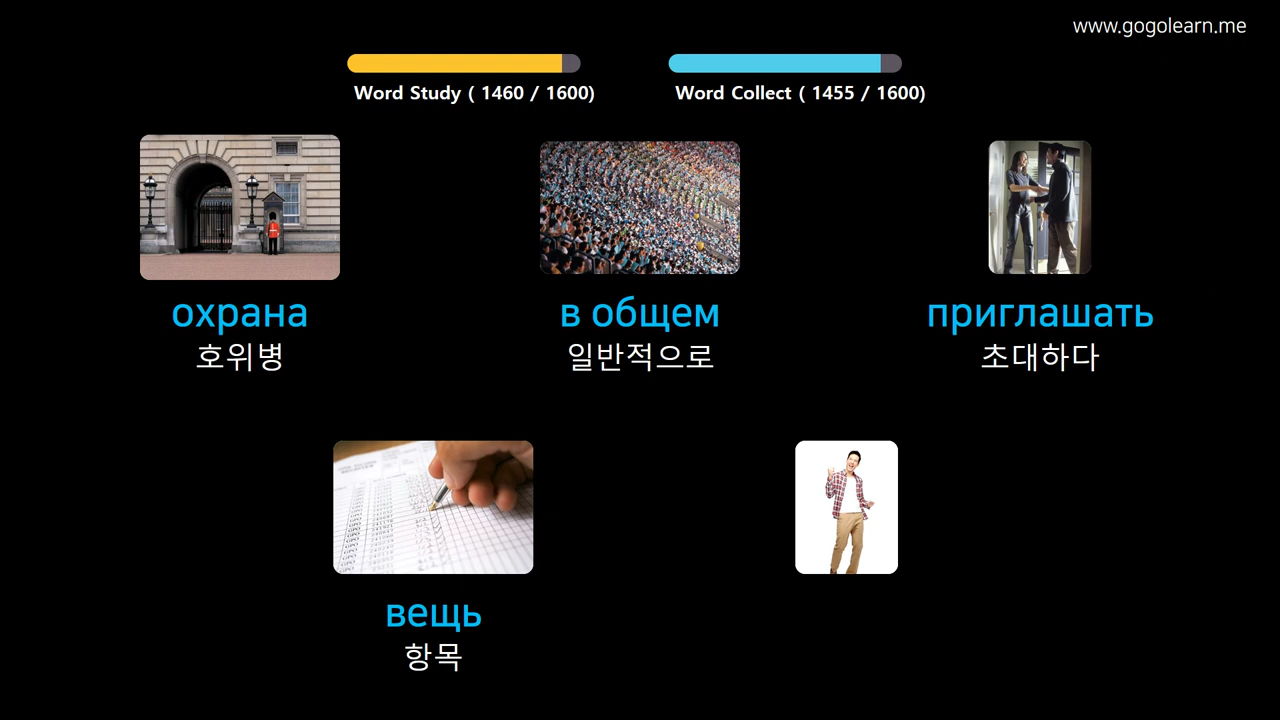 www.gogolearn.me
Word Study ( 1460 / 1600)
Word Collect ( 1455 / 1600)
охрана
호위병
в общем
일반적으로
приглашать
초대하다
вещь
항목